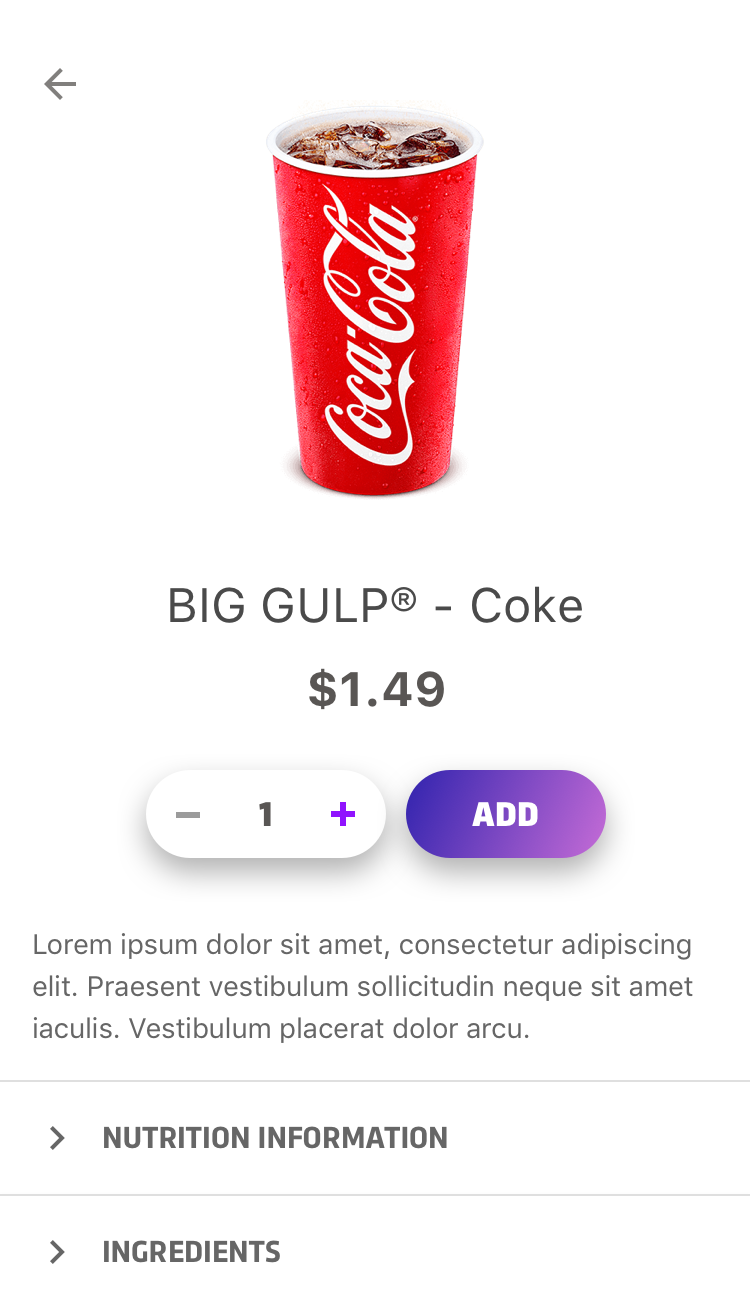 Coca-Cola
BIG GULP® - Coke
$1.49
1
ADD
Lorem ipsum dolor sit amet, consectetur adipiscing
elit. Praesent vestibulum sollicitudin neque sit amet
iaculis. Vestibulum placerat dolor arcu.
NUTRITION INFORMATION
INGREDIENTS